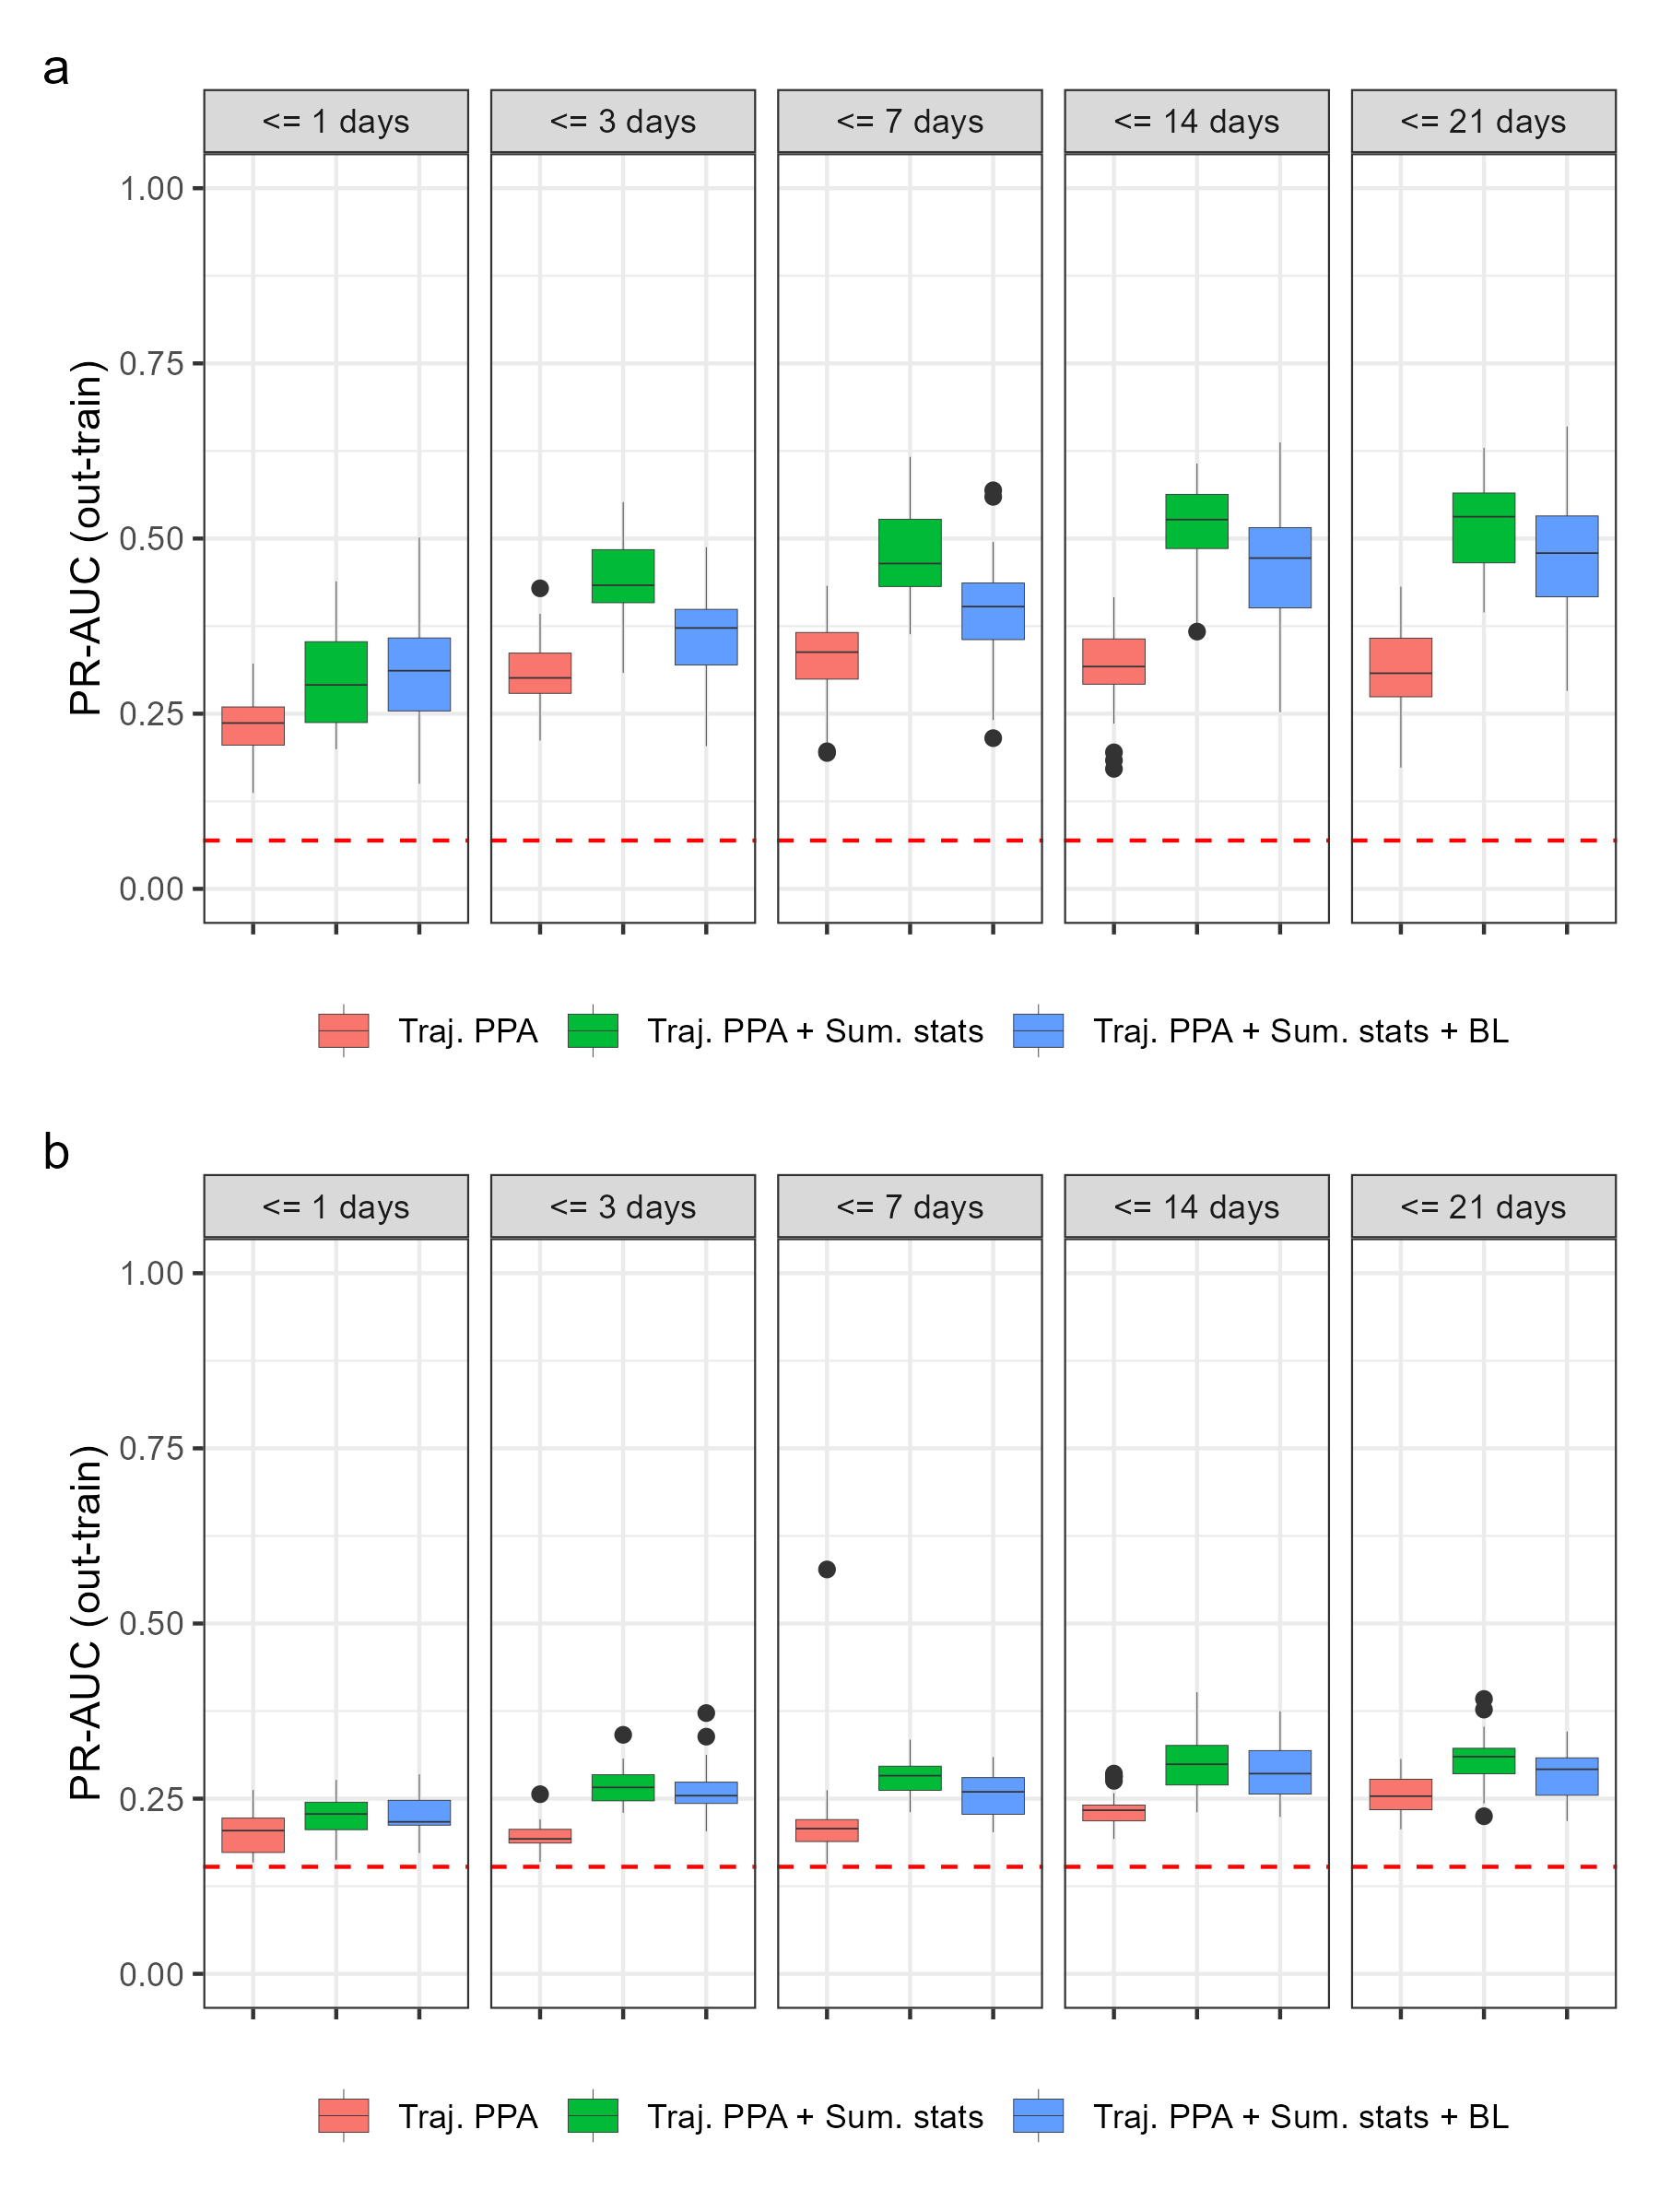 a
<= 1 days <= 3 days <= 7 days <= 14 days <= 21 days
PR-AUC (out-train)
1.00
0.75
0.50
0.25
0.00
Traj. PPA Traj. PPA + Sum. stats Traj. PPA + Sum. stats + BL
b
<= 1 days <= 3 days <= 7 days <= 14 days <= 21 days
PR-AUC (out-train)
1.00
0.75
0.50
0.25
0.00
Traj. PPA Traj. PPA + Sum. stats Traj. PPA + Sum. stats + BL